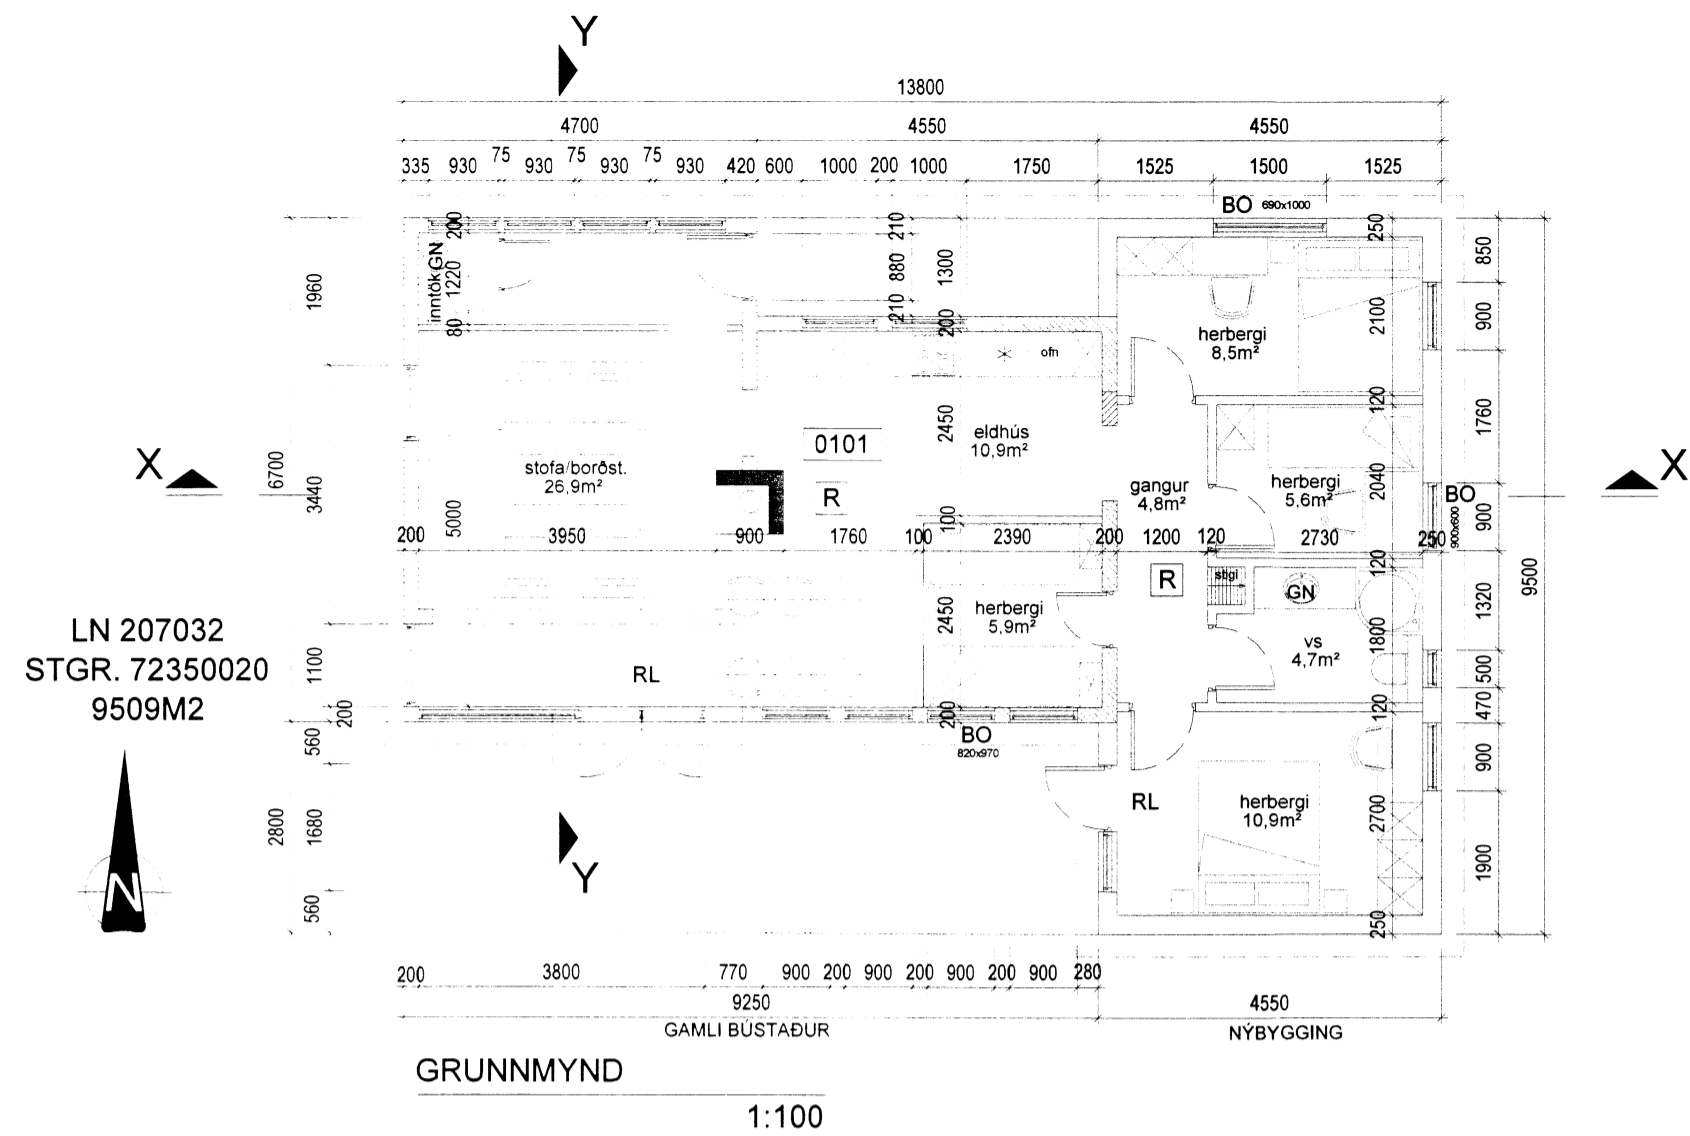 Y
13800
4700 4550 4550
335 930 75 930 75 930 75 930 420 600 1000 200 1000 1750 1525 1500 1525
BO 690x1000
200 210 250
inntök GN
1220 880 1300
1960 850
80 210 200
2100 900
herbergi
8,5m²
ofn
120
2450 1760
0101
eldhús
10,9m²
X X
6700 3440
stofa/borðst.
26,9m²
R
gangur
4,8m²
herbergi
5,6m²
2040
BO
900x600
900
5000 100
200 3950 900 1760 100 2390 200 1200 120 2730 250
120
9500
R
stigi
GN
1320
LN 207032
STGR. 72350020
9509M2
herbergi
5,9m²
2450
vs
4,7m²
1800
1100
RL
500
200 200 120 470
BO
820x970
560
900
2800 1680
RL
herbergi
10,9m²
2700
Y
1900
N
560
250
200 3800 770 900 200 900 200 900 200 900 280
9250 4550
GAMLI BÚSTAÐUR NÝBYGGING
GRUNNMYND
1:100